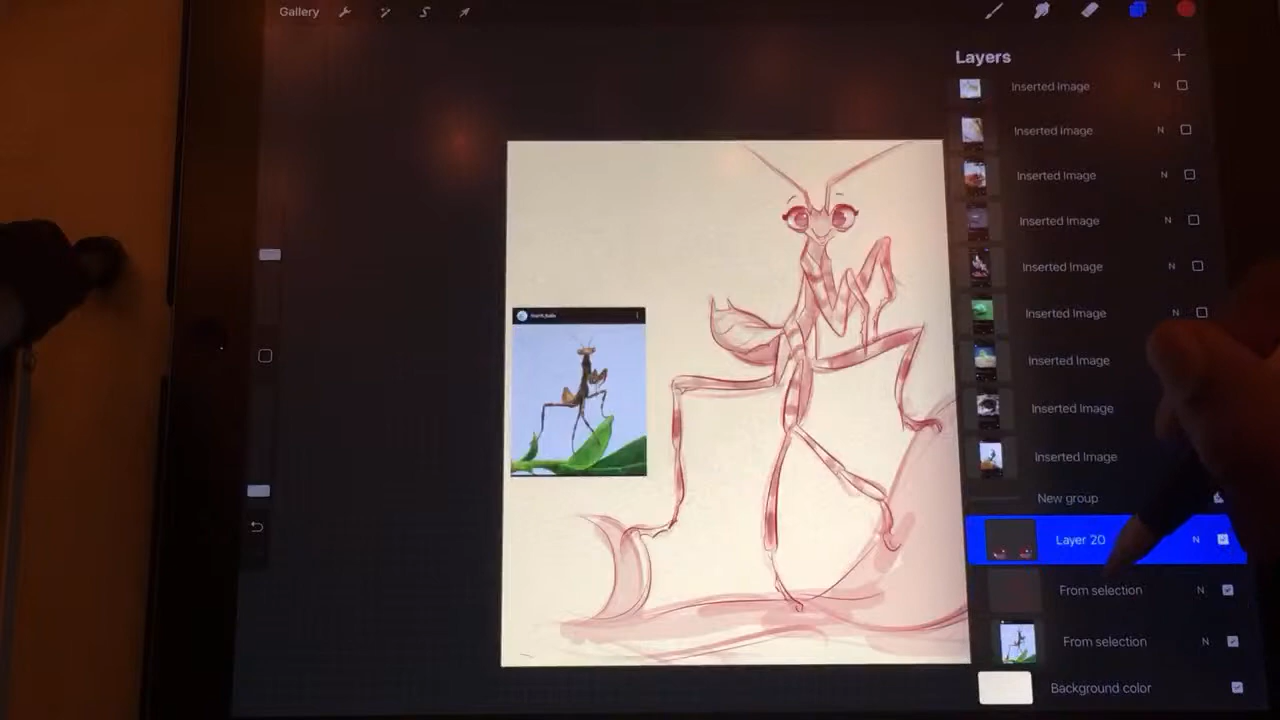 Gallery
Layers
Inserted Image N
Inserted Image N
Inserted Image N
Inserted Image N
Inserted Image N
Inserted Image N
Inserted Image
Inserted Image
Inserted Image
New group
Layer 20 N
From selection N
From selection N
Background color